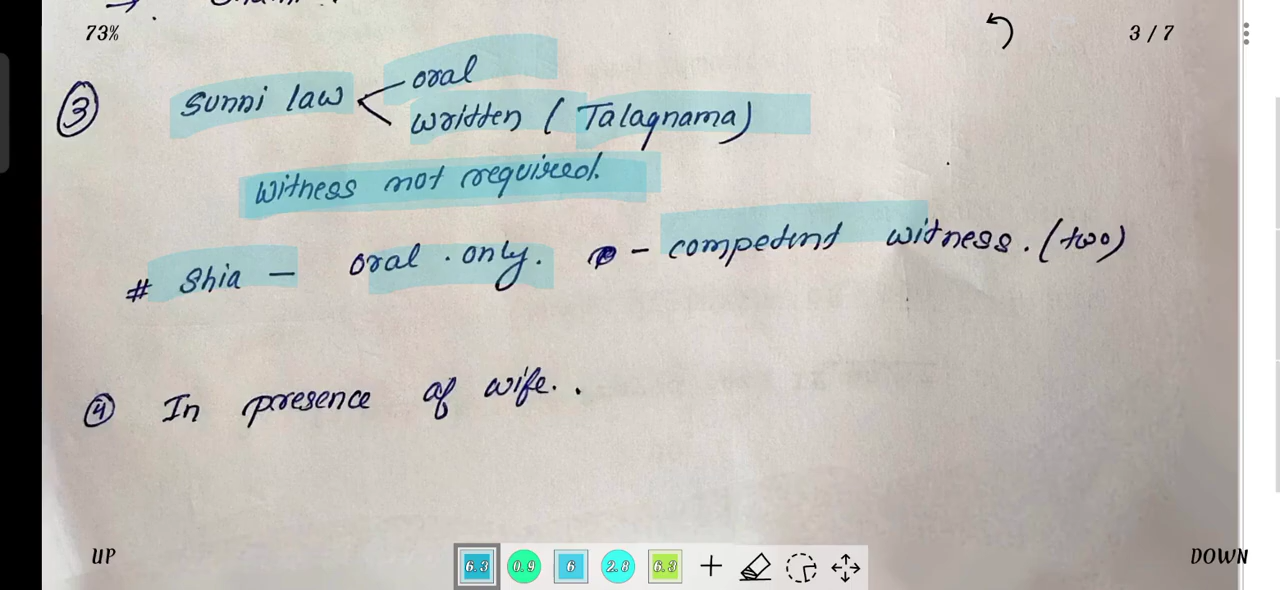 73%
3 / 7
③ Sunni law < oral
written ( Talaqnama)
Witness not required.
# Shia — oral . only. - competent witness. (two)
④ In presence of wife. .
UP
6.3 0.9 6 2.8 6.3
DOWN